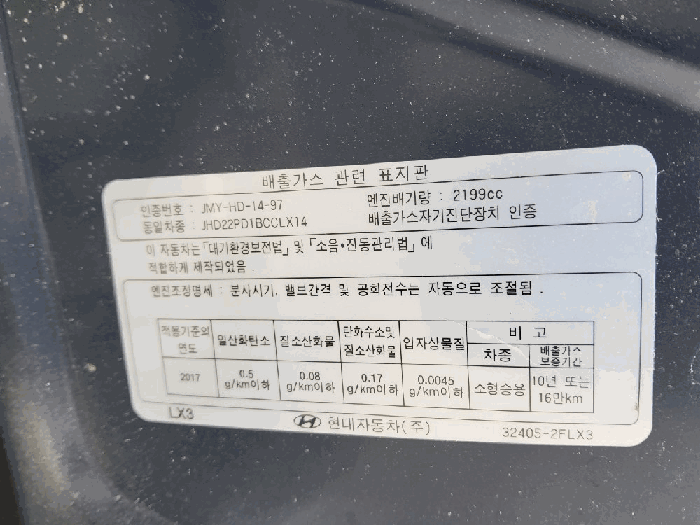 배출가스 관련 표지판
인증번호 : JMY-HD-14-97
엔진배기량 : 2199cc
동일차종 : JHD22PD1BCCLX14
배출가스자기진단장치 인증
이 자동차는「대기환경보전법」및「소음·진동관리법」에
적합하게 제작되었음
엔진조정명세 : 분사시기, 밸브간격 및 공회전수는 자동으로 조절됨 .
적용기준의 연도 일산화탄소 질소산화물 탄화수소및 질소산화물 입자상물질 비 고
차종 배출가스 보증기간
2017 0.5 g/km이하 0.08 g/km이하 0.17 g/km이하 0.0045 g/km이하 소형승용 10년 또는 16만km
LX3
현대자동차(주)
3240S-2FLX3